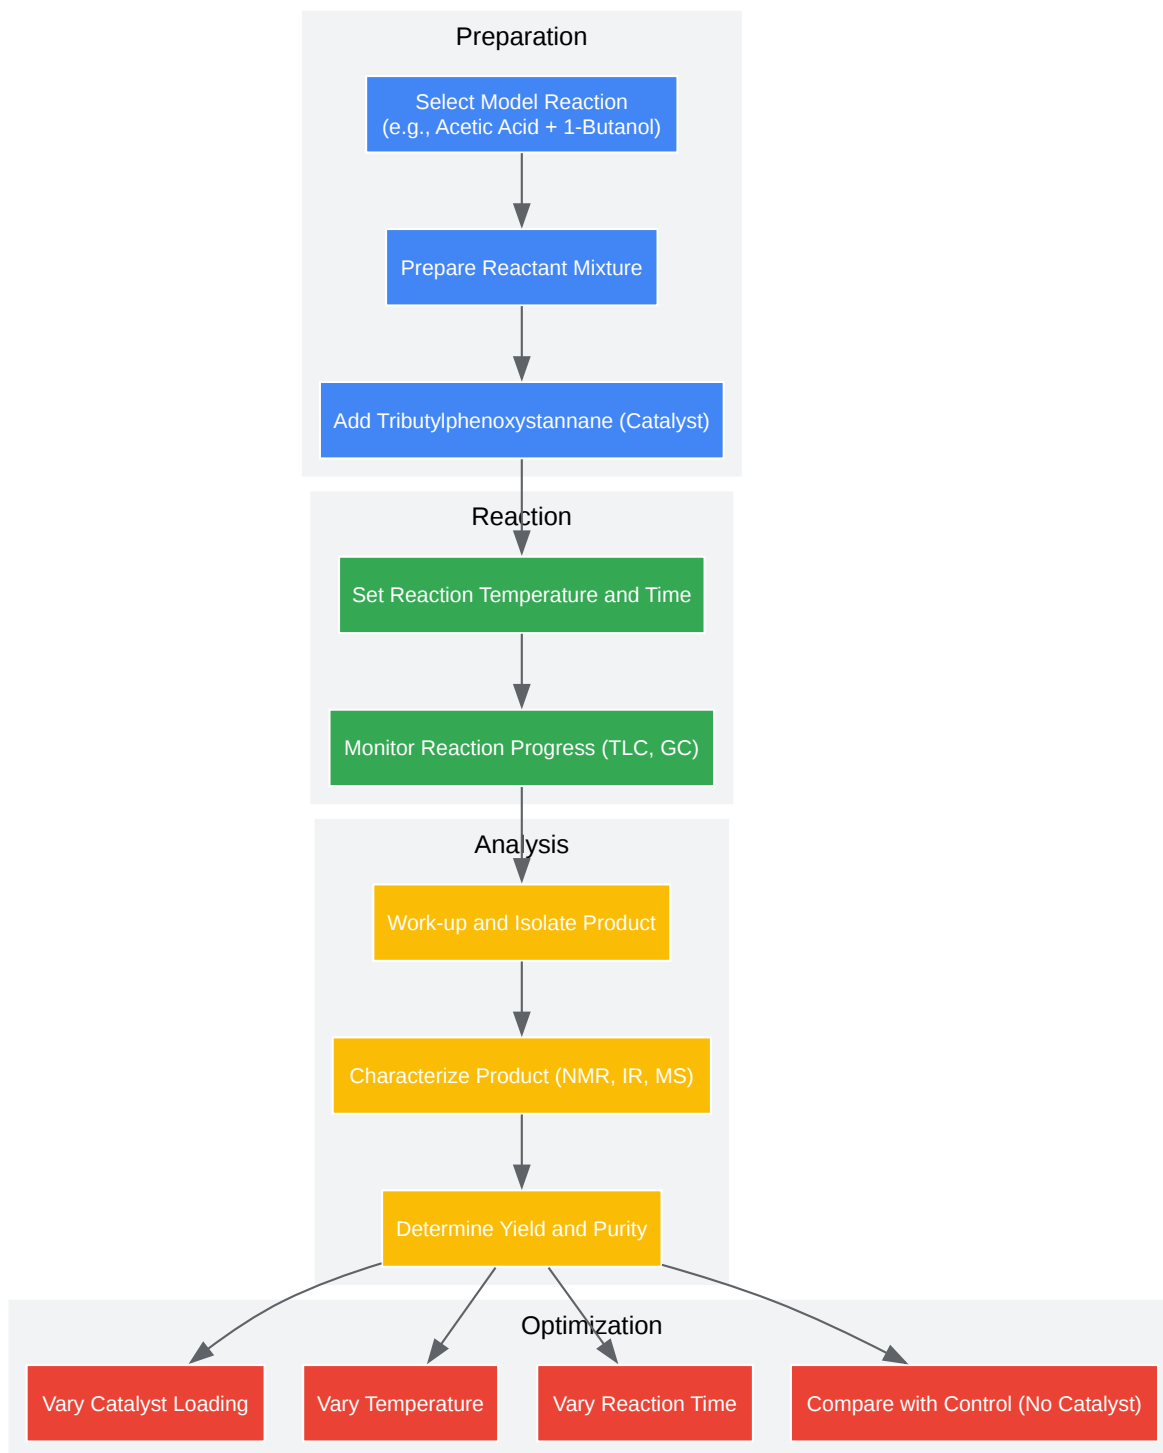 Preparation
Select Model Reaction
(e.g., Acetic Acid + 1-Butanol)
Prepare Reactant Mixture
Add Tributylphenoxystannane (Catalyst)
Reaction
Set Reaction Temperature and Time
Monitor Reaction Progress (TLC, GC)
Analysis
Work-up and Isolate Product
Characterize Product (NMR, IR, MS)
Determine Yield and Purity
Optimization
Vary Catalyst Loading
Vary Temperature
Vary Reaction Time
Compare with Control (No Catalyst)